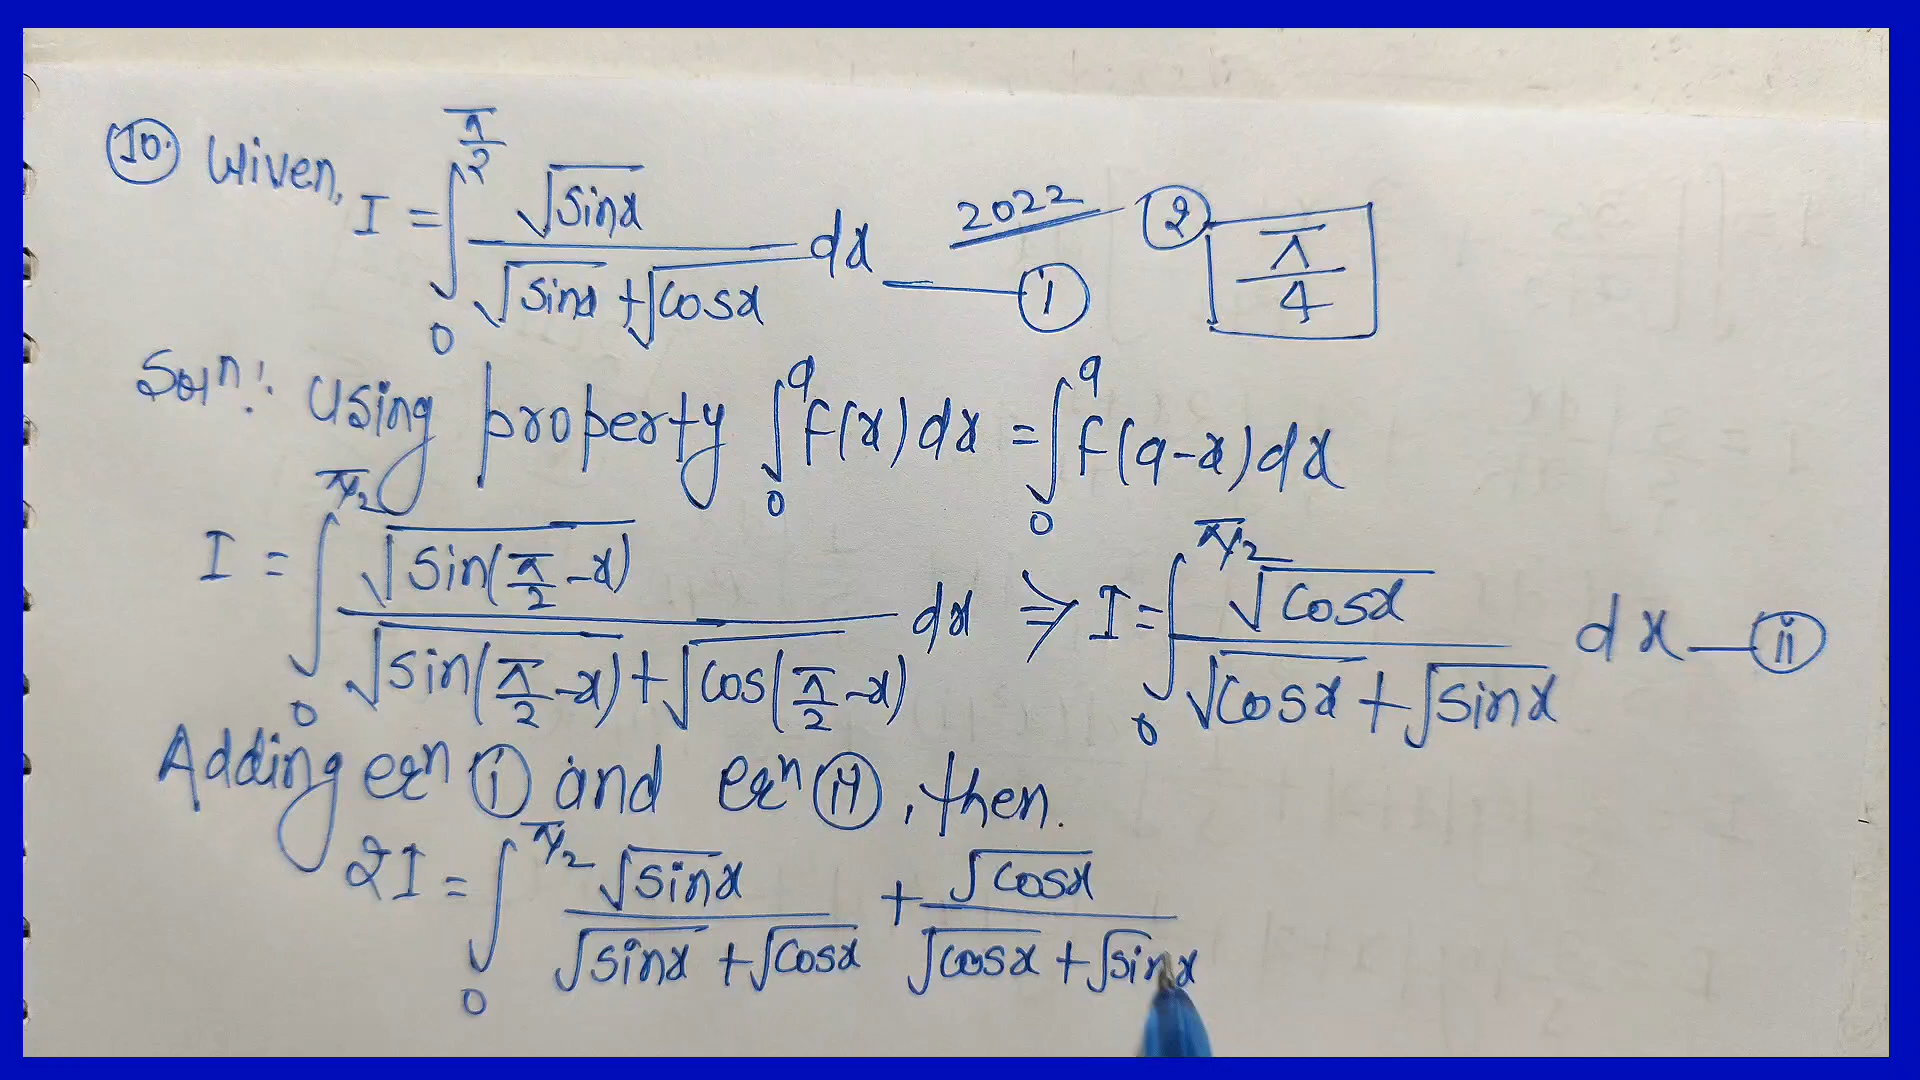 10. Given, I = ∫₀^{π/2} √sinx / (√sinx + √cosx) dx —— (i) 2022 (2) π/4
Solⁿ: Using property ∫₀^a f(x) dx = ∫₀^a f(a-x) dx
I = ∫₀^{π/2} √sin(π/2 - x) / (√sin(π/2 - x) + √cos(π/2 - x)) dx ⇒ I = ∫₀^{π/2} √cosx / (√cosx + √sinx) dx — (ii)
Adding eqⁿ (i) and eqⁿ (ii), then.
2I = ∫₀^{π/2} √sinx / (√sinx + √cosx) + √cosx / (√cosx + √sinx)